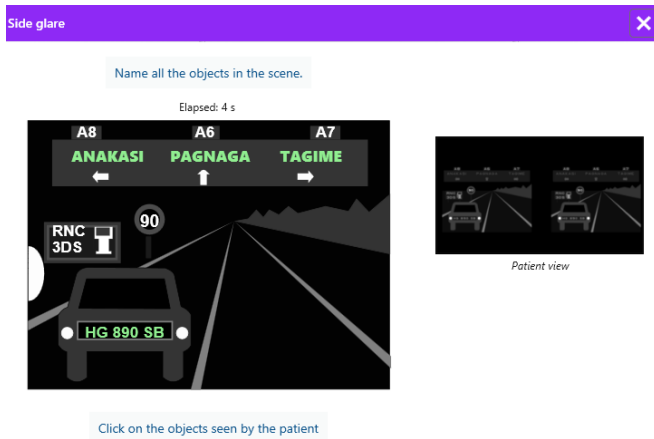 Side glare
Name all the objects in the scene.
Elapsed: 4 s
A8 A6 A7
ANAKASI PAGNAGA TAGIME
90
RNC
3DS
HG 890 SB
Patient view
Click on the objects seen by the patient